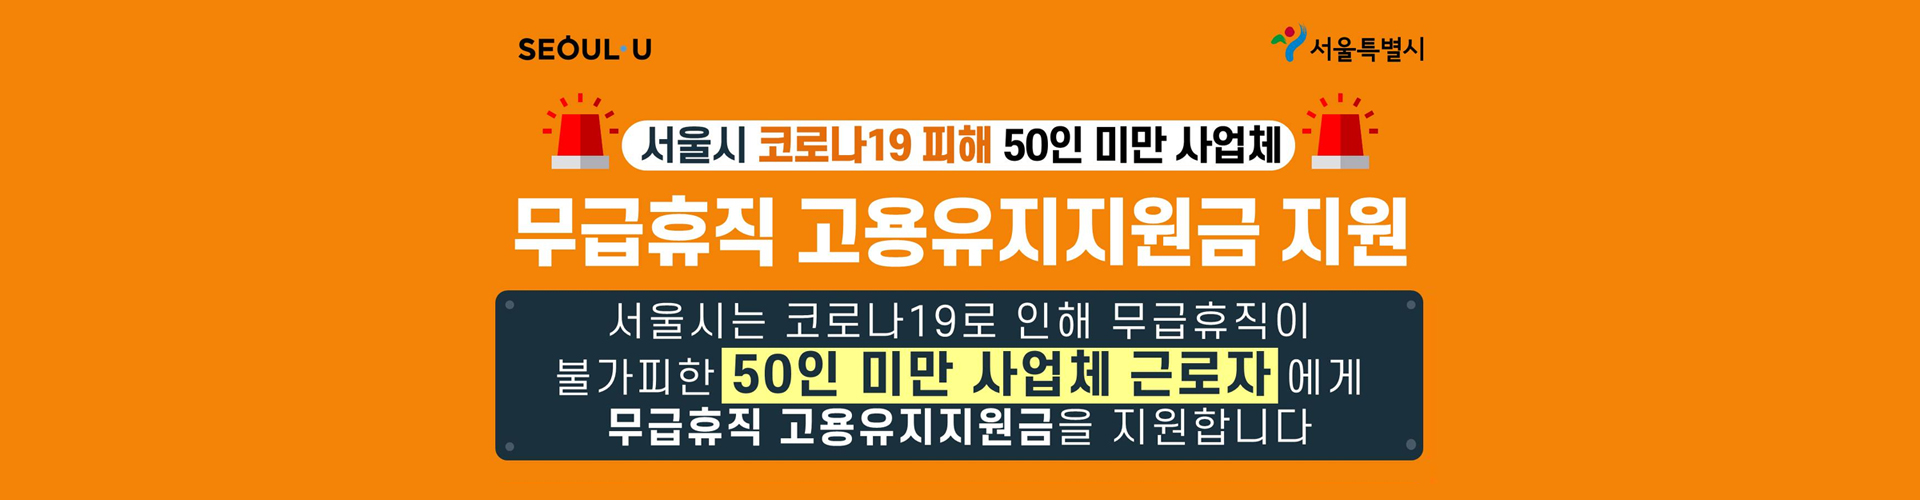 SEOUL·U
서울특별시
서울시 코로나19 피해 50인 미만 사업체
무급휴직 고용유지지원금 지원
서울시는 코로나19로 인해 무급휴직이
불가피한 50인 미만 사업체 근로자에게
무급휴직 고용유지지원금을 지원합니다